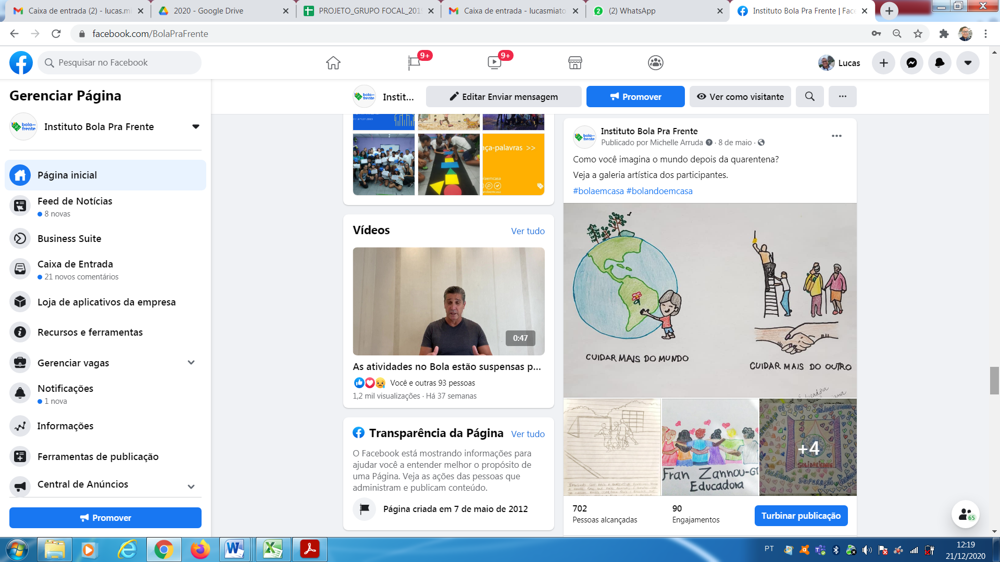 Caixa de entrada (2) - lucas.mi
2020 - Google Drive
PROJETO_GRUPO FOCAL_201
Caixa de entrada - lucasmiato
(2) WhatsApp
Instituto Bola Pra Frente | Fac
facebook.com/BolaPraFrente
Pesquisar no Facebook
9+
9+
Lucas
Gerenciar Página
Instituto Bola Pra Frente
Página inicial
Feed de Notícias
8 novas
Business Suite
Caixa de Entrada
21 novos comentários
Loja de aplicativos da empresa
Recursos e ferramentas
Gerenciar vagas
Notificações
1 nova
Informações
Ferramentas de publicação
Central de Anúncios
Promover
Instit...
Editar Enviar mensagem
Promover
Ver como visitante
aça-palavras >>
Vídeos
Ver tudo
0:47
As atividades no Bola estão suspensas p...
Você e outras 93 pessoas
1,2 mil visualizações · Há 37 semanas
Transparência da Página
Ver tudo
O Facebook está mostrando informações para
ajudar você a entender melhor o propósito de
uma Página. Veja as ações das pessoas que
administram e publicam conteúdo.
Página criada em 7 de maio de 2012
Instituto Bola Pra Frente
Publicado por Michelle Arruda · 8 de maio ·
Como você imagina o mundo depois da quarentena?
Veja a galeria artística dos participantes.
#bolaemcasa #bolandoemcasa
CUIDAR MAIS DO MUNDO
CUIDAR MAIS DO OUTRO
Fran Zannou-Gr
Educadora
+4
SOLIDARIEDADE
SUPERAÇÃO
702
Pessoas alcançadas
90
Engajamentos
Turbinar publicação
65
PT
12:19
21/12/2020